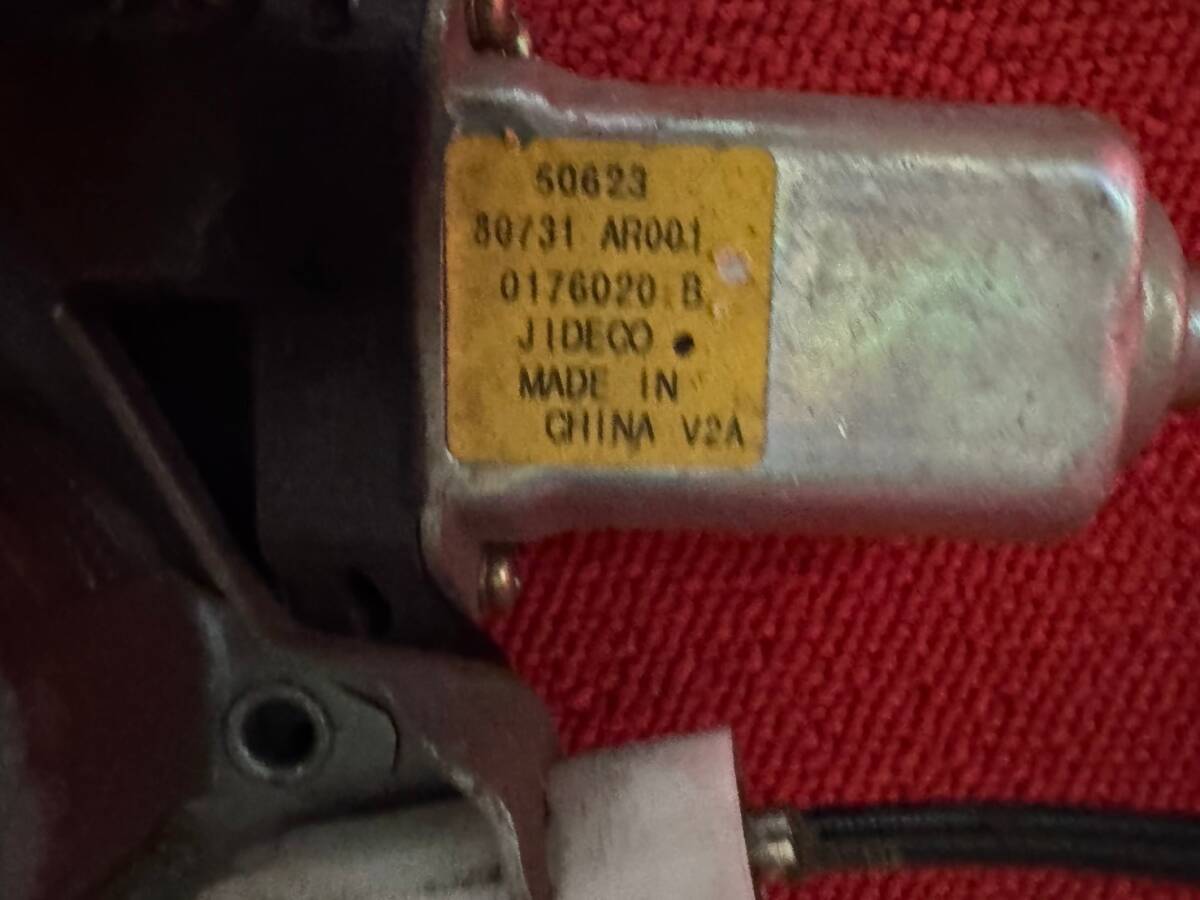 50623
80731 AR001
0176020 B
JIDECO
MADE IN
CHINA V2A